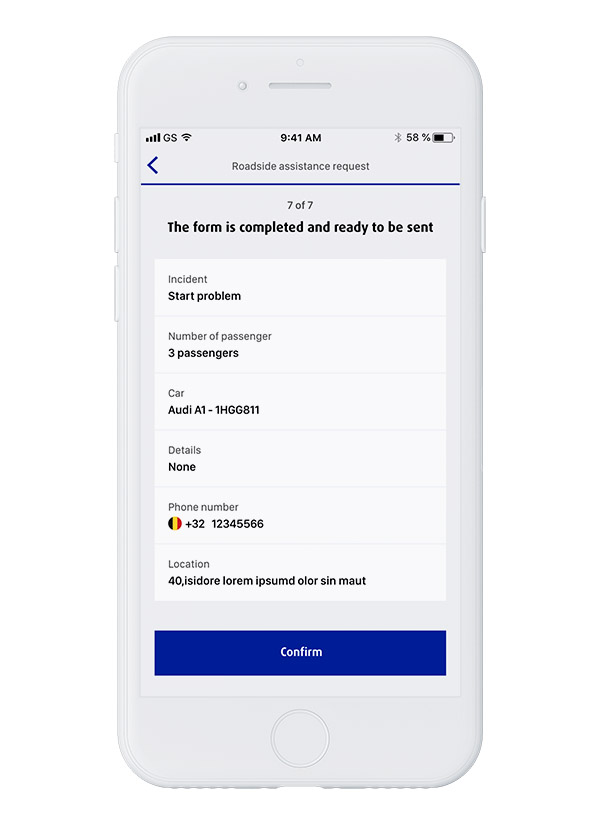 GS 9:41 AM 58 %
Roadside assistance request
7 of 7
The form is completed and ready to be sent
Incident
Start problem
Number of passenger
3 passengers
Car
Audi A1 - 1HGG811
Details
None
Phone number
+32 12345566
Location
40,isidore lorem ipsumd olor sin maut
Confirm